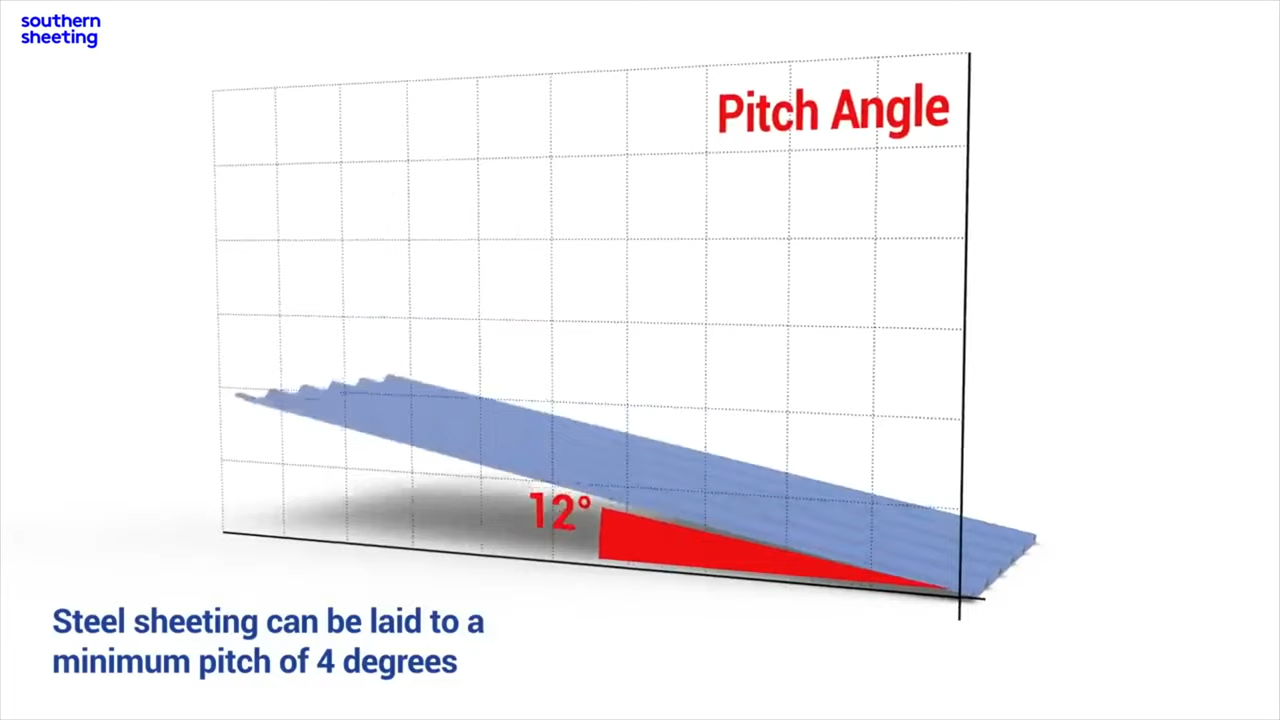 southern
sheeting
Pitch Angle
12°
Steel sheeting can be laid to a
minimum pitch of 4 degrees